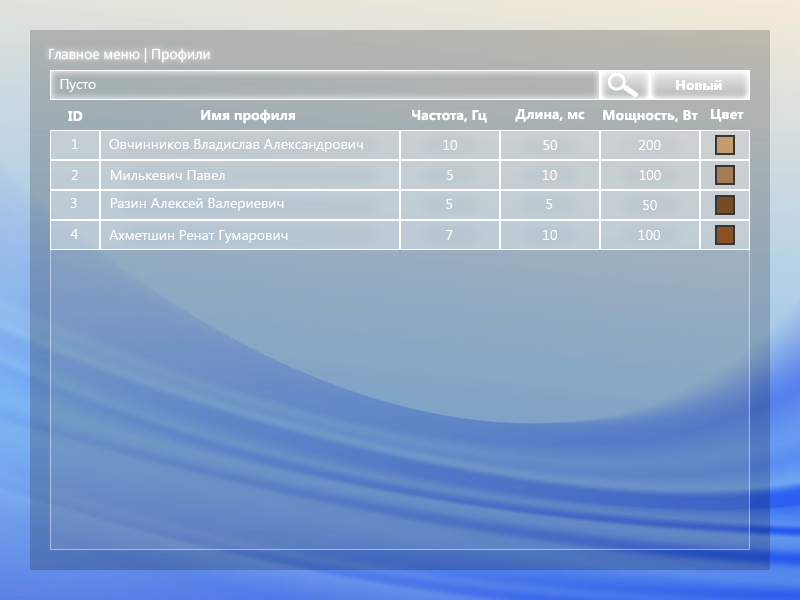 Главное меню | Профили
Пусто Новый
ID Имя профиля Частота, Гц Длина, мс Мощность, Вт Цвет
1 Овчинников Владислав Александрович 10 50 200
2 Милькевич Павел 5 10 100
3 Разин Алексей Валериевич 5 5 50
4 Ахметшин Ренат Гумарович 7 10 100